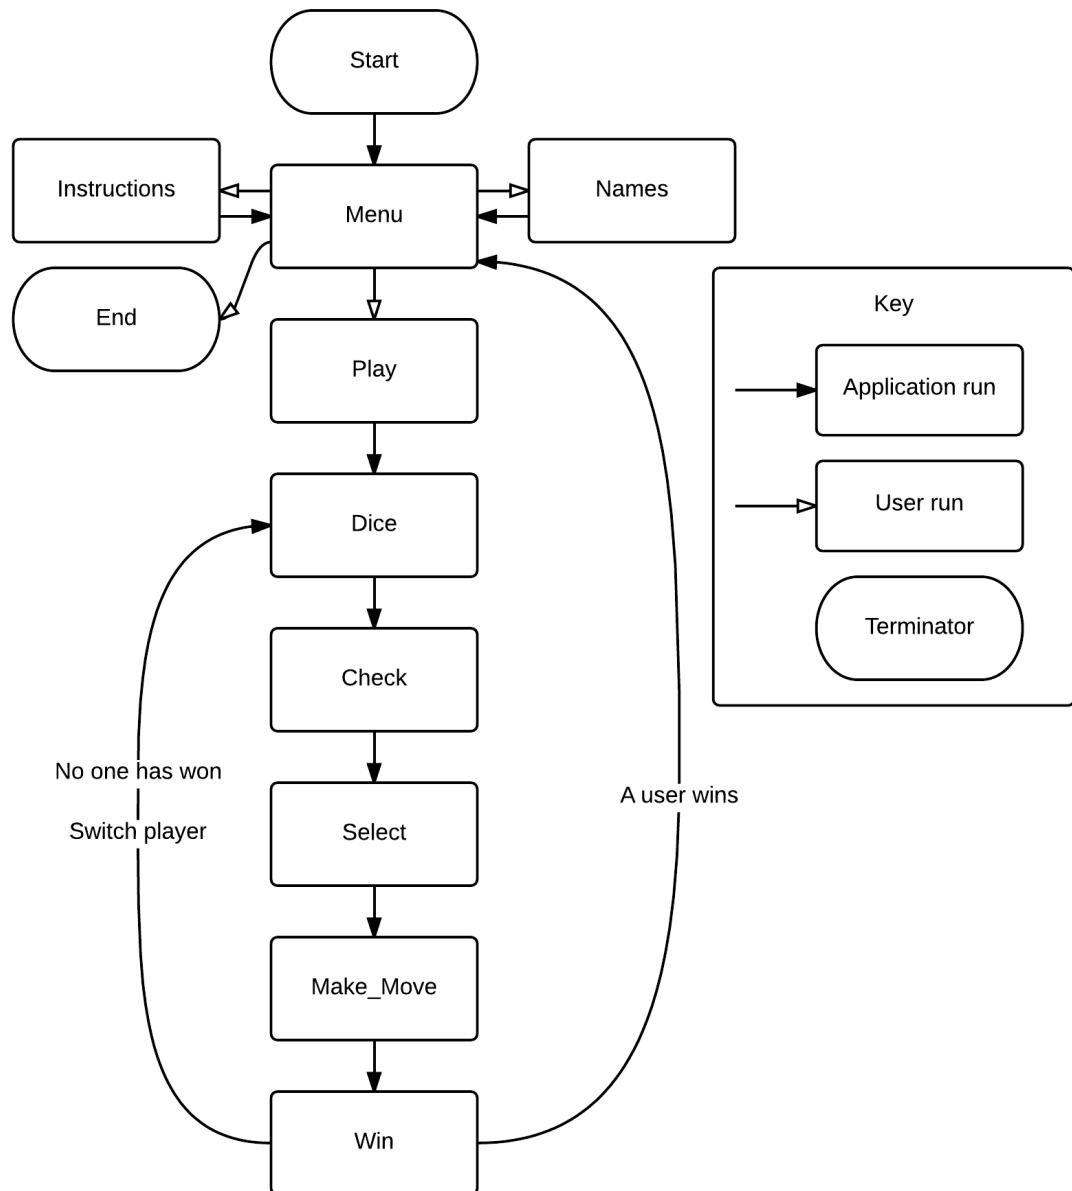 Start
Instructions
Menu
Names
End
Play
Dice
Check
Select
Make_Move
Win
No one has won
Switch player
A user wins
Key
Application run
User run
Terminator